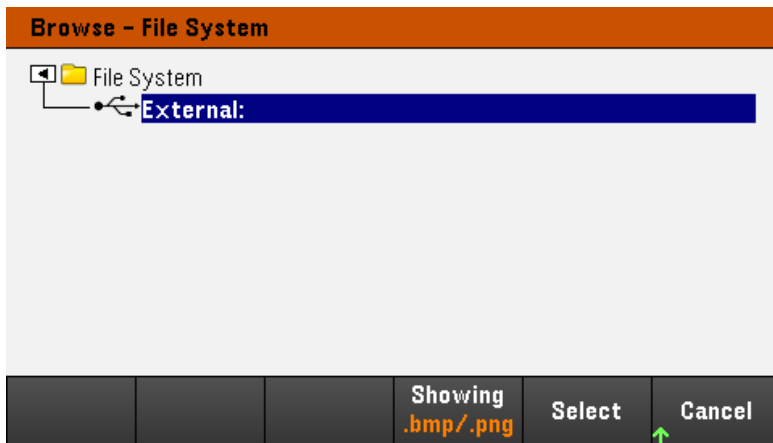 Browse - File System
File System
External:
Showing
.bmp/.png
Select
Cancel